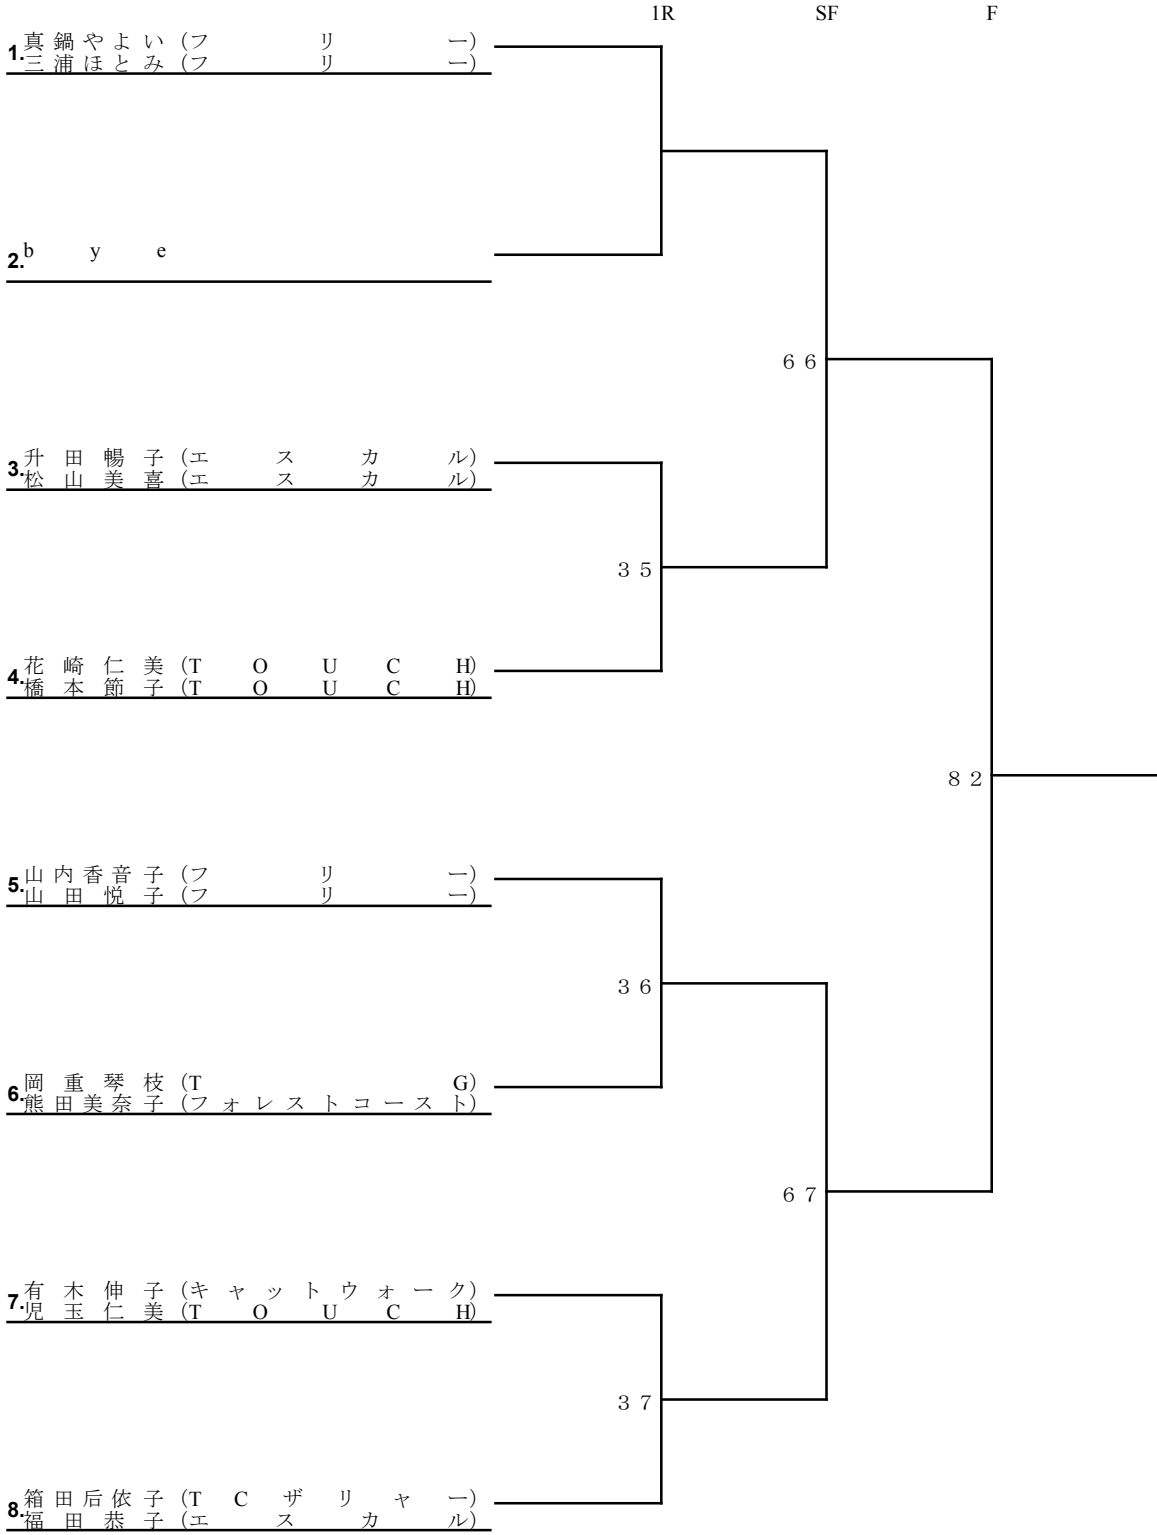 1R SF F
1. 真鍋やよい(フリー)
三浦ほとみ(フリー)
2. bye
66
3. 升田暢子(エスカル)
松山美喜(エスカル)
35
4. 花崎仁美(TOUCH)
橋本節子(TOUCH)
82
5. 山内香音子(フリー)
山田悦子(フリー)
36
6. 岡重琴枝(TG)
熊田美奈子(フォレストコースト)
67
7. 有木伸子(キャットウォーク)
児玉仁美(TOUCH)
37
8. 箱田后依子(TCザリャー)
福田恭子(エスカル)